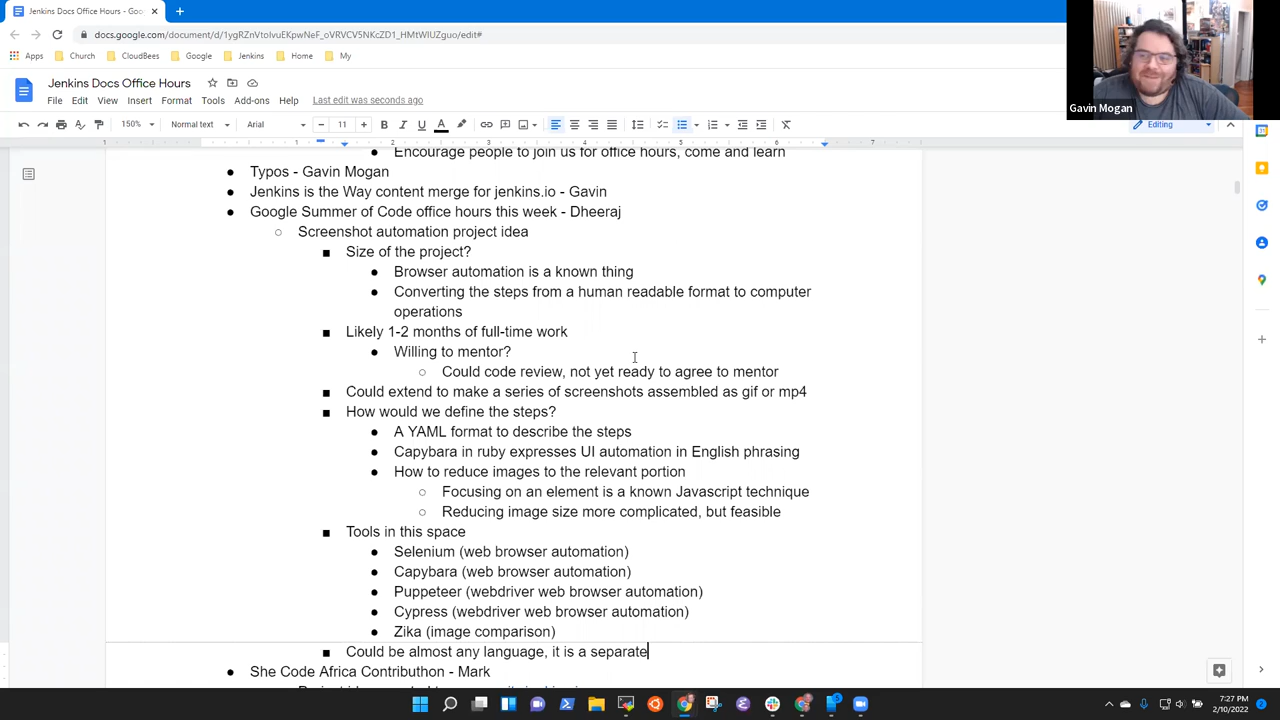 Jenkins Docs Office Hours - Goo
docs.google.com/document/d/1ygRZnVtoIvuEKpwNeF_oVRVCV5NKcZD1_HMtWIUZguo/edit#
Apps Church CloudBees Google Jenkins Home My
Gavin Mogan
Jenkins Docs Office Hours
File Edit View Insert Format Tools Add-ons Help Last edit was seconds ago
150% Normal text Arial 11 Editing
1 1 2 3 4 5 6 7
Encourage people to join us for office hours, come and learn
Typos - Gavin Mogan
Jenkins is the Way content merge for jenkins.io - Gavin
Google Summer of Code office hours this week - Dheeraj
Screenshot automation project idea
Size of the project?
Browser automation is a known thing
Converting the steps from a human readable format to computer
operations
Likely 1-2 months of full-time work
Willing to mentor?
Could code review, not yet ready to agree to mentor
Could extend to make a series of screenshots assembled as gif or mp4
How would we define the steps?
A YAML format to describe the steps
Capybara in ruby expresses UI automation in English phrasing
How to reduce images to the relevant portion
Focusing on an element is a known Javascript technique
Reducing image size more complicated, but feasible
Tools in this space
Selenium (web browser automation)
Capybara (web browser automation)
Puppeteer (webdriver web browser automation)
Cypress (webdriver web browser automation)
Zika (image comparison)
Could be almost any language, it is a separate
She Code Africa Contributhon - Mark
7:27 PM
2/10/2022